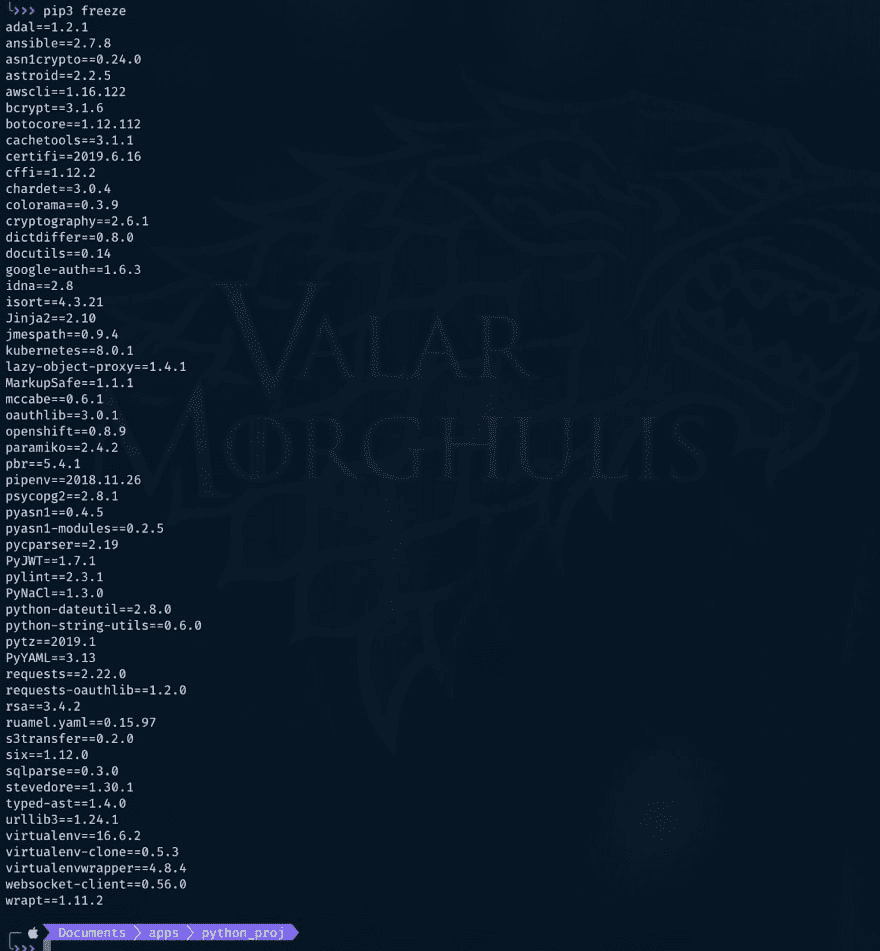 >>> pip3 freeze
adal==1.2.1
ansible==2.7.8
asn1crypto==0.24.0
astroid==2.2.5
awscli==1.16.122
bcrypt==3.1.6
botocore==1.12.112
cachetools==3.1.1
certifi==2019.6.16
cffi==1.12.2
chardet==3.0.4
colorama==0.3.9
cryptography==2.6.1
dictdiffer==0.8.0
docutils==0.14
google-auth==1.6.3
idna==2.8
isort==4.3.21
Jinja2==2.10
jmespath==0.9.4
kubernetes==8.0.1
lazy-object-proxy==1.4.1
MarkupSafe==1.1.1
mccabe==0.6.1
oauthlib==3.0.1
openshift==0.8.9
paramiko==2.4.2
pbr==5.4.1
pipenv==2018.11.26
psycopg2==2.8.1
pyasn1==0.4.5
pyasn1-modules==0.2.5
pycparser==2.19
PyJWT==1.7.1
pylint==2.3.1
PyNaCl==1.3.0
python-dateutil==2.8.0
python-string-utils==0.6.0
pytz==2019.1
PyYAML==3.13
requests==2.22.0
requests-oauthlib==1.2.0
rsa==3.4.2
ruamel.yaml==0.15.97
s3transfer==0.2.0
six==1.12.0
sqlparse==0.3.0
stevedore==1.30.1
typed-ast==1.4.0
urllib3==1.24.1
virtualenv==16.6.2
virtualenv-clone==0.5.3
virtualenvwrapper==4.8.4
websocket-client==0.56.0
wrapt==1.11.2
Documents > apps > python_proj
>>>
VALAR
MORGHULIS